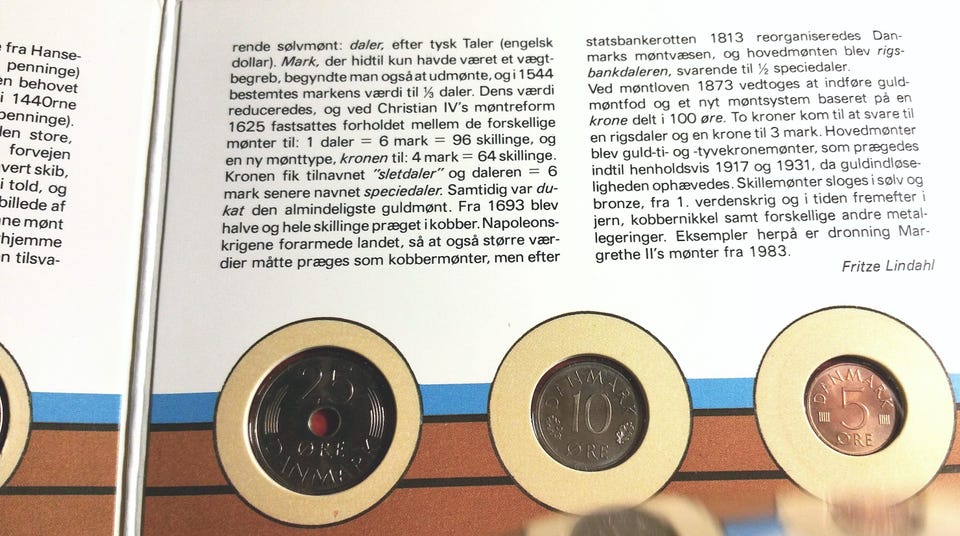 fra Hanse-
penninge)
en behovet
i 1440rne
penninge).
den store,
forvejen
vert skib,
i told, og
billede af
ne mønt
hjemme
n tilsva-
rende sølvmønt: daler, efter tysk Taler (engelsk
dollar). Mark, der hidtil kun havde været et vægt-
begreb, begyndte man også at udmønte, og i 1544
bestemtes markens værdi til ⅓ daler. Dens værdi
reduceredes, og ved Christian IV's møntreform
1625 fastsattes forholdet mellem de forskellige
mønter til: 1 daler = 6 mark = 96 skillinge, og
en ny mønttype, kronen til: 4 mark = 64 skillinge.
Kronen fik tilnavnet "sletdaler" og daleren = 6
mark senere navnet speciedaler. Samtidig var du-
kat den almindeligste guldmønt. Fra 1693 blev
halve og hele skillinge præget i kobber. Napoleons-
krigene forarmede landet, så at også større vær-
dier måtte præges som kobbermønter, men efter
statsbankerotten 1813 reorganiseredes Dan-
marks møntvæsen, og hovedmønten blev rigs-
bankdaleren, svarende til ½ speciedaler.
Ved møntloven 1873 vedtoges at indføre guld-
møntfod og et nyt møntsystem baseret på en
krone delt i 100 øre. To kroner kom til at svare til
en rigsdaler og en krone til 3 mark. Hovedmønter
blev guld-ti- og -tyvekronemønter, som prægedes
indtil henholdsvis 1917 og 1931, da guldindløse-
ligheden ophævedes. Skillemønter sloges i sølv og
bronze, fra 1. verdenskrig og i tiden fremefter i
jern, kobbernikkel samt forskellige andre metal-
legeringer. Eksempler herpå er dronning Mar-
grethe II's mønter fra 1983.
Fritze Lindahl
25
ØRE
DANMARK
DANMARK
10
ØRE
DANMARK
5
ØRE